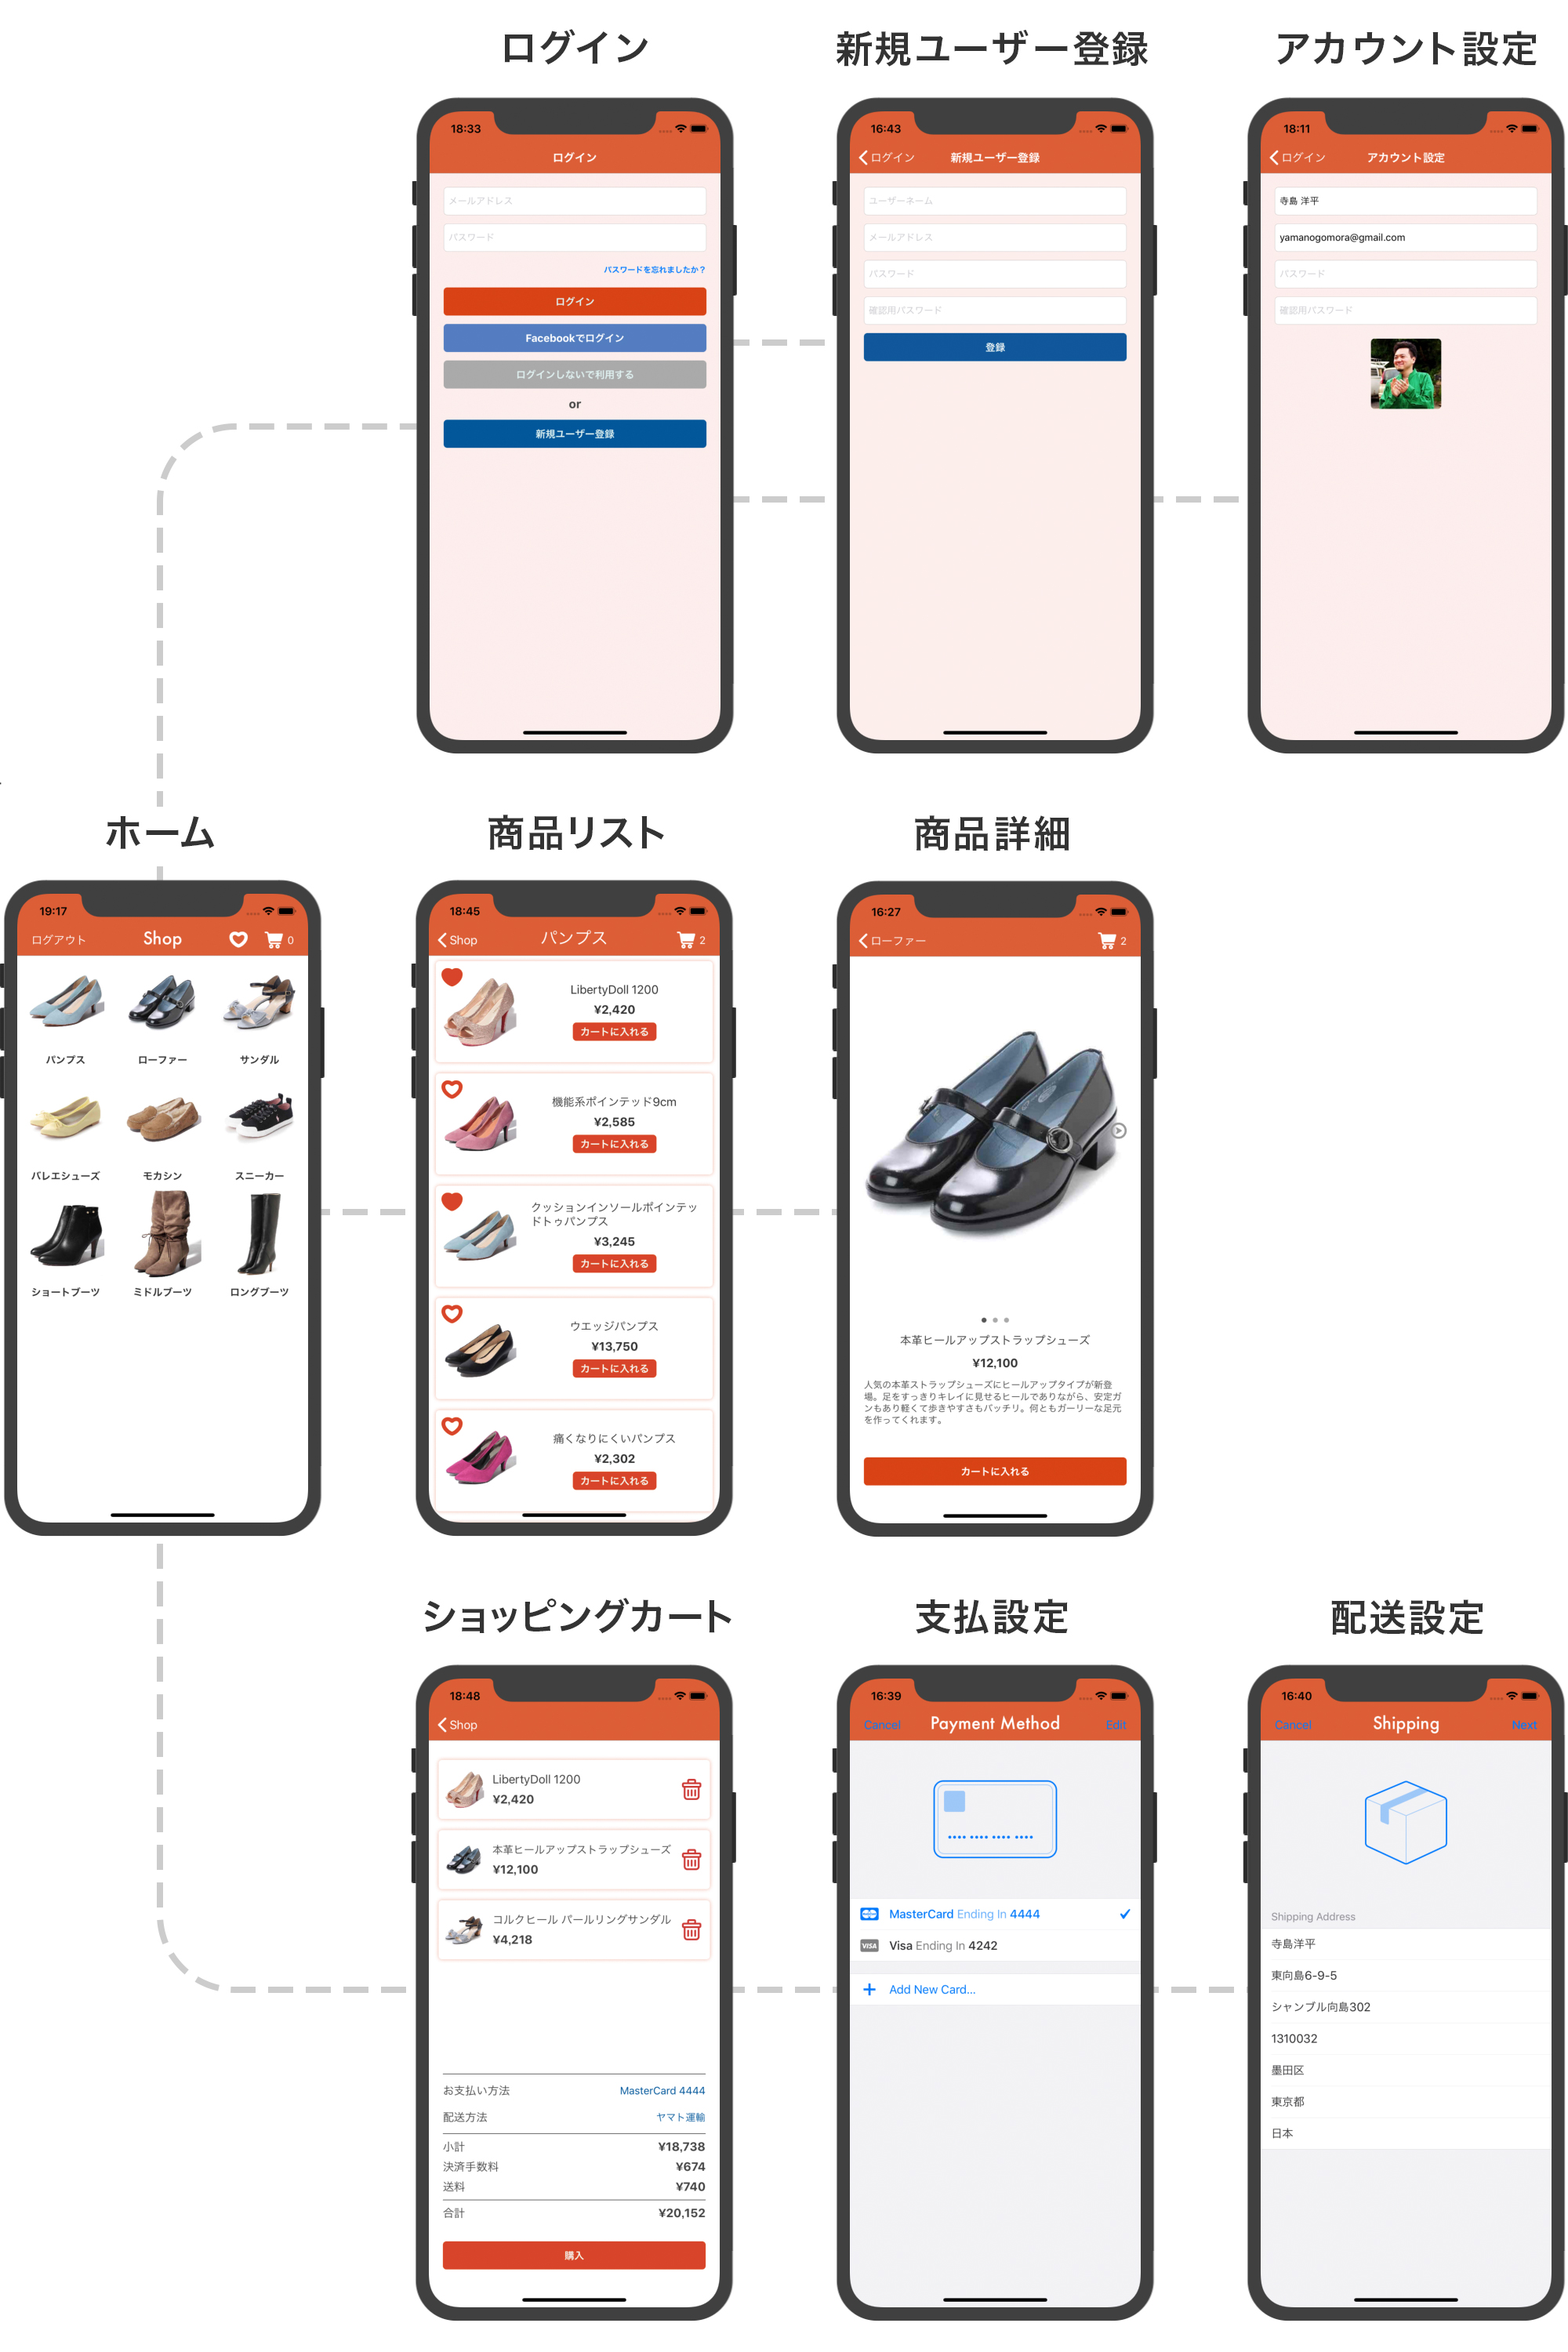 ログイン
18:33
ログイン
メールアドレス
パスワード
パスワードを忘れましたか？
ログイン
Facebookでログイン
ログインしないで利用する
or
新規ユーザー登録
新規ユーザー登録
16:43
ログイン
新規ユーザー登録
ユーザーネーム
メールアドレス
パスワード
確認用パスワード
登録
アカウント設定
18:11
ログイン
アカウント設定
寺島 洋平
yamanogomora@gmail.com
パスワード
確認用パスワード
ホーム
19:17
ログアウト
Shop
0
パンプス
ローファー
サンダル
バレエシューズ
モカシン
スニーカー
ショートブーツ
ミドルブーツ
ロングブーツ
商品リスト
18:45
Shop
パンプス
2
LibertyDoll 1200
¥2,420
カートに入れる
機能系ポインテッド9cm
¥2,585
カートに入れる
クッションインソールポインテッ
ドトゥパンプス
¥3,245
カートに入れる
ウエッジパンプス
¥13,750
カートに入れる
痛くなりにくいパンプス
¥2,302
カートに入れる
商品詳細
16:27
ローファー
2
本革ヒールアップストラップシューズ
¥12,100
人気の本革ストラップシューズにヒールアップタイプが新登
場。足をすっきりキレイに見せるヒールでありながら、安定ガ
ンもあり軽くて歩きやすさもバッチリ。何ともガーリーな足元
を作ってくれます。
カートに入れる
ショッピングカート
18:48
Shop
LibertyDoll 1200
¥2,420
本革ヒールアップストラップシューズ
¥12,100
コルクヒール パールリングサンダル
¥4,218
お支払い方法
MasterCard 4444
配送方法
ヤマト運輸
小計
¥18,738
決済手数料
¥674
送料
¥740
合計
¥20,152
購入
支払設定
16:39
Cancel
Payment Method
Edit
MasterCard Ending In 4444
VISA
Visa Ending In 4242
Add New Card...
配送設定
16:40
Cancel
Shipping
Next
Shipping Address
寺島洋平
東向島6-9-5
シャンブル向島302
1310032
墨田区
東京都
日本